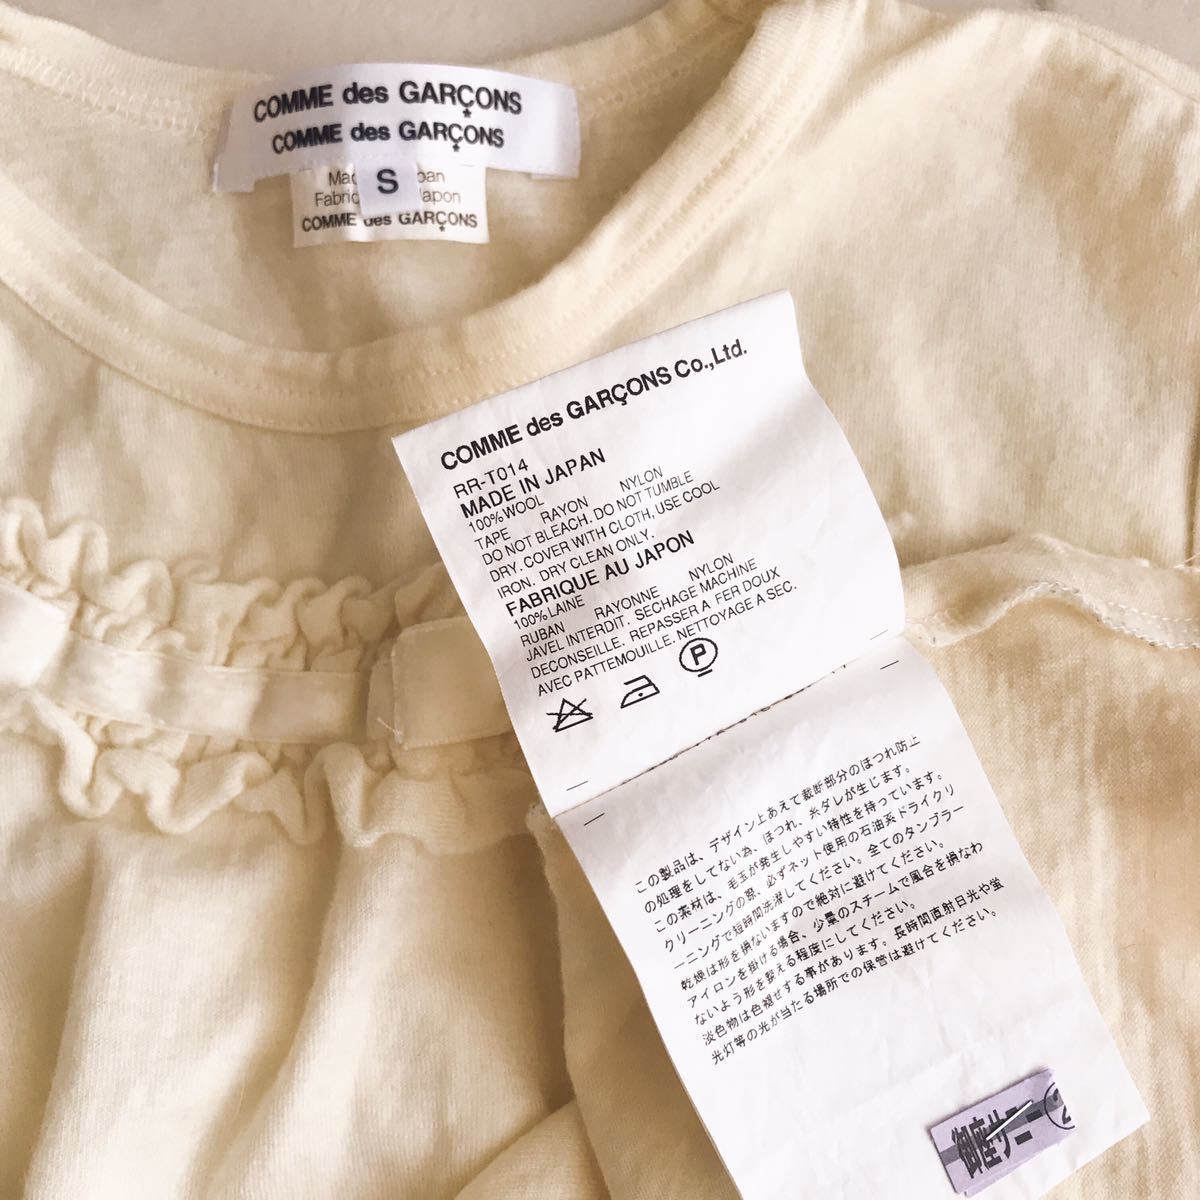 COMME des GARÇONS
COMME des GARÇONS
S
COMME des GARÇONS
COMME des GARÇONS Co.,Ltd.
RR-T014
MADE IN JAPAN
100%WOOL
TAPE RAYON NYLON
DO NOT BLEACH. DO NOT TUMBLE
DRY. COVER WITH CLOTH, USE COOL
IRON. DRY CLEAN ONLY.
FABRIQUE AU JAPON
100%LAINE
RUBAN RAYONNE NYLON
JAVEL INTERDIT. SECHAGE MACHINE
DECONSEILLE. REPASSER A FER DOUX
AVEC PATTEMOUILLE. NETTOYAGE A SEC.
P
この製品は、デザイン上あえて裁断部分のほつれ防止
の処理をしてない為、ほつれ、糸ダレが生じます。
この素材は、毛玉が発生しやすい特性を持っています。
クリーニングの際、必ずネット使用の石油系ドライクリ
ーニングで短時間洗濯してください。全てのタンブラー
乾燥は形を損ないますので絶対に避けてください。
アイロンを掛ける場合、少量のスチームで風合を損なわ
ないよう形を整える程度にしてください。
淡色物は色褪せする事があります。長時間直射日光や蛍
光灯等の光が当たる場所での保管は避けてください。
御座サニー 2